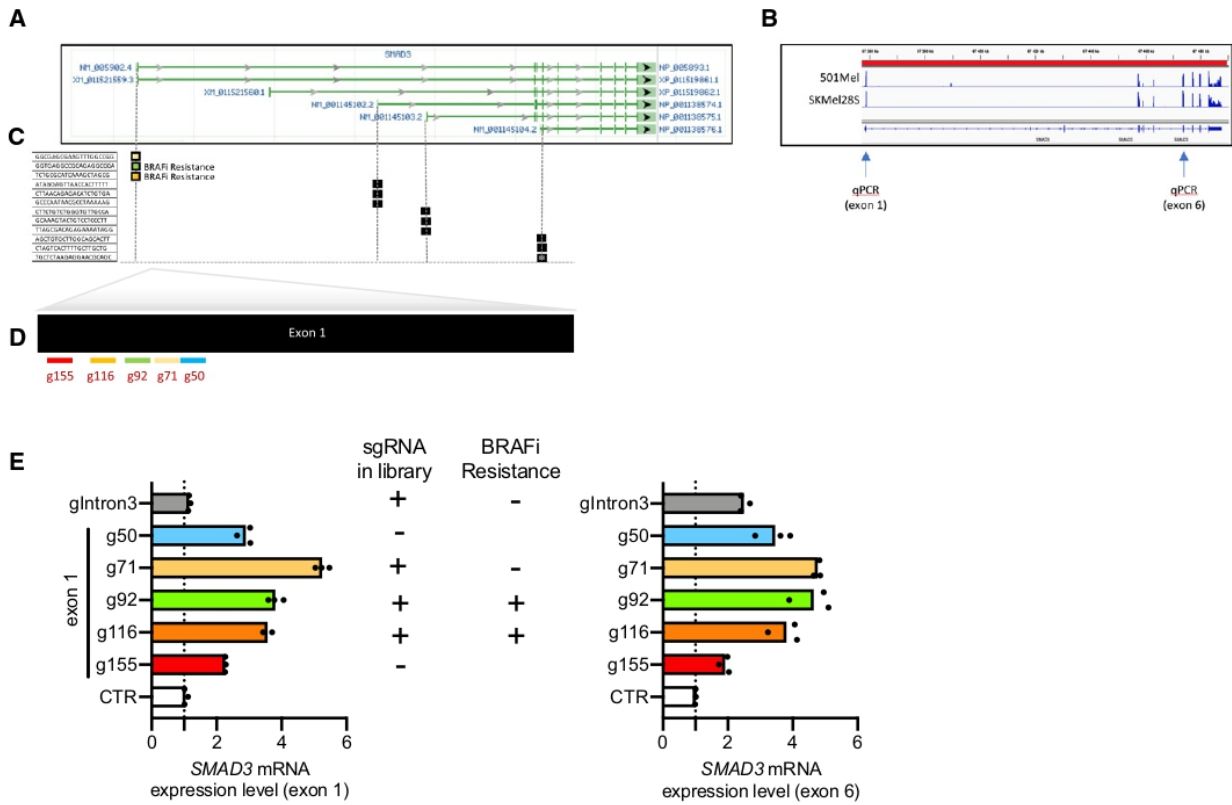 A
B
SMAD3
NM_005902.4
NP_005893.1
XM_011521559.3
XP_011519861.1
XM_011521560.1
XP_011519862.1
NM_001145102.2
NP_001138574.1
NM_001145103.2
NP_001138575.1
NM_001145104.2
NP_001138576.1
501Mel
SKMel28S
SMAD3
SMAD3
SMAD3
qPCR
(exon 1)
qPCR
(exon 6)
C
BRAFi Resistance
BRAFi Resistance
D
Exon 1
g155
g116
g92
g71
g50
E
sgRNA
in library
BRAFi
Resistance
gIntron3
+
-
g50
-
g71
+
-
g92
+
+
g116
+
+
g155
-
CTR
exon 1
0
2
4
6
SMAD3 mRNA
expression level (exon 1)
gIntron3
g50
g71
g92
g116
g155
CTR
0
2
4
6
SMAD3 mRNA
expression level (exon 6)